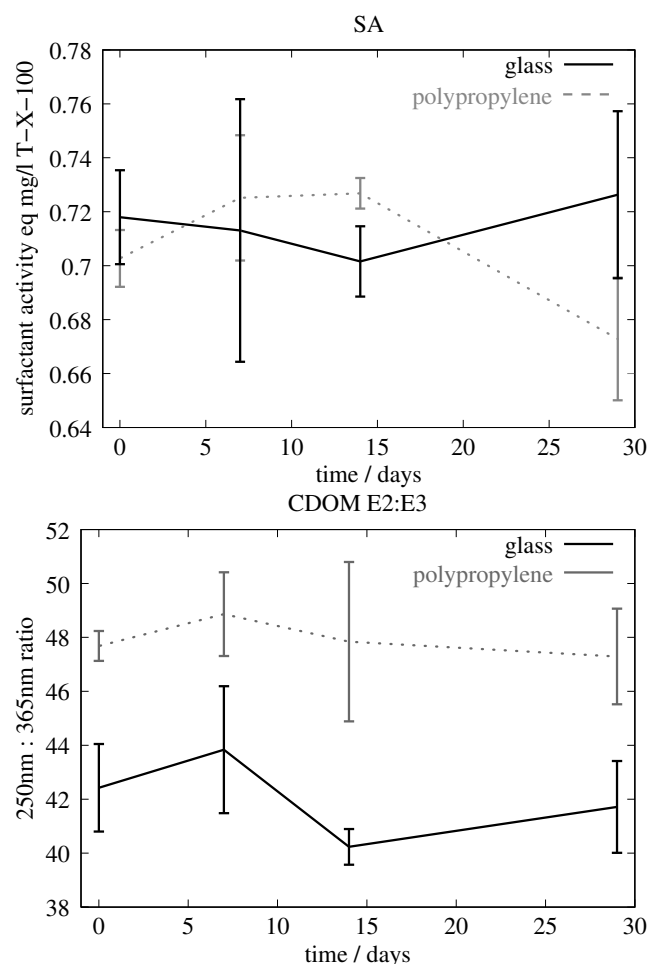 SA
surfactant activity eq mg/l T−X−100
0.78
0.76
0.74
0.72
0.7
0.68
0.66
0.64
glass
polypropylene
0 5 10 15 20 25 30
time / days
CDOM E2:E3
250nm : 365nm ratio
52
50
48
46
44
42
40
38
glass
polypropylene
0 5 10 15 20 25 30
time / days